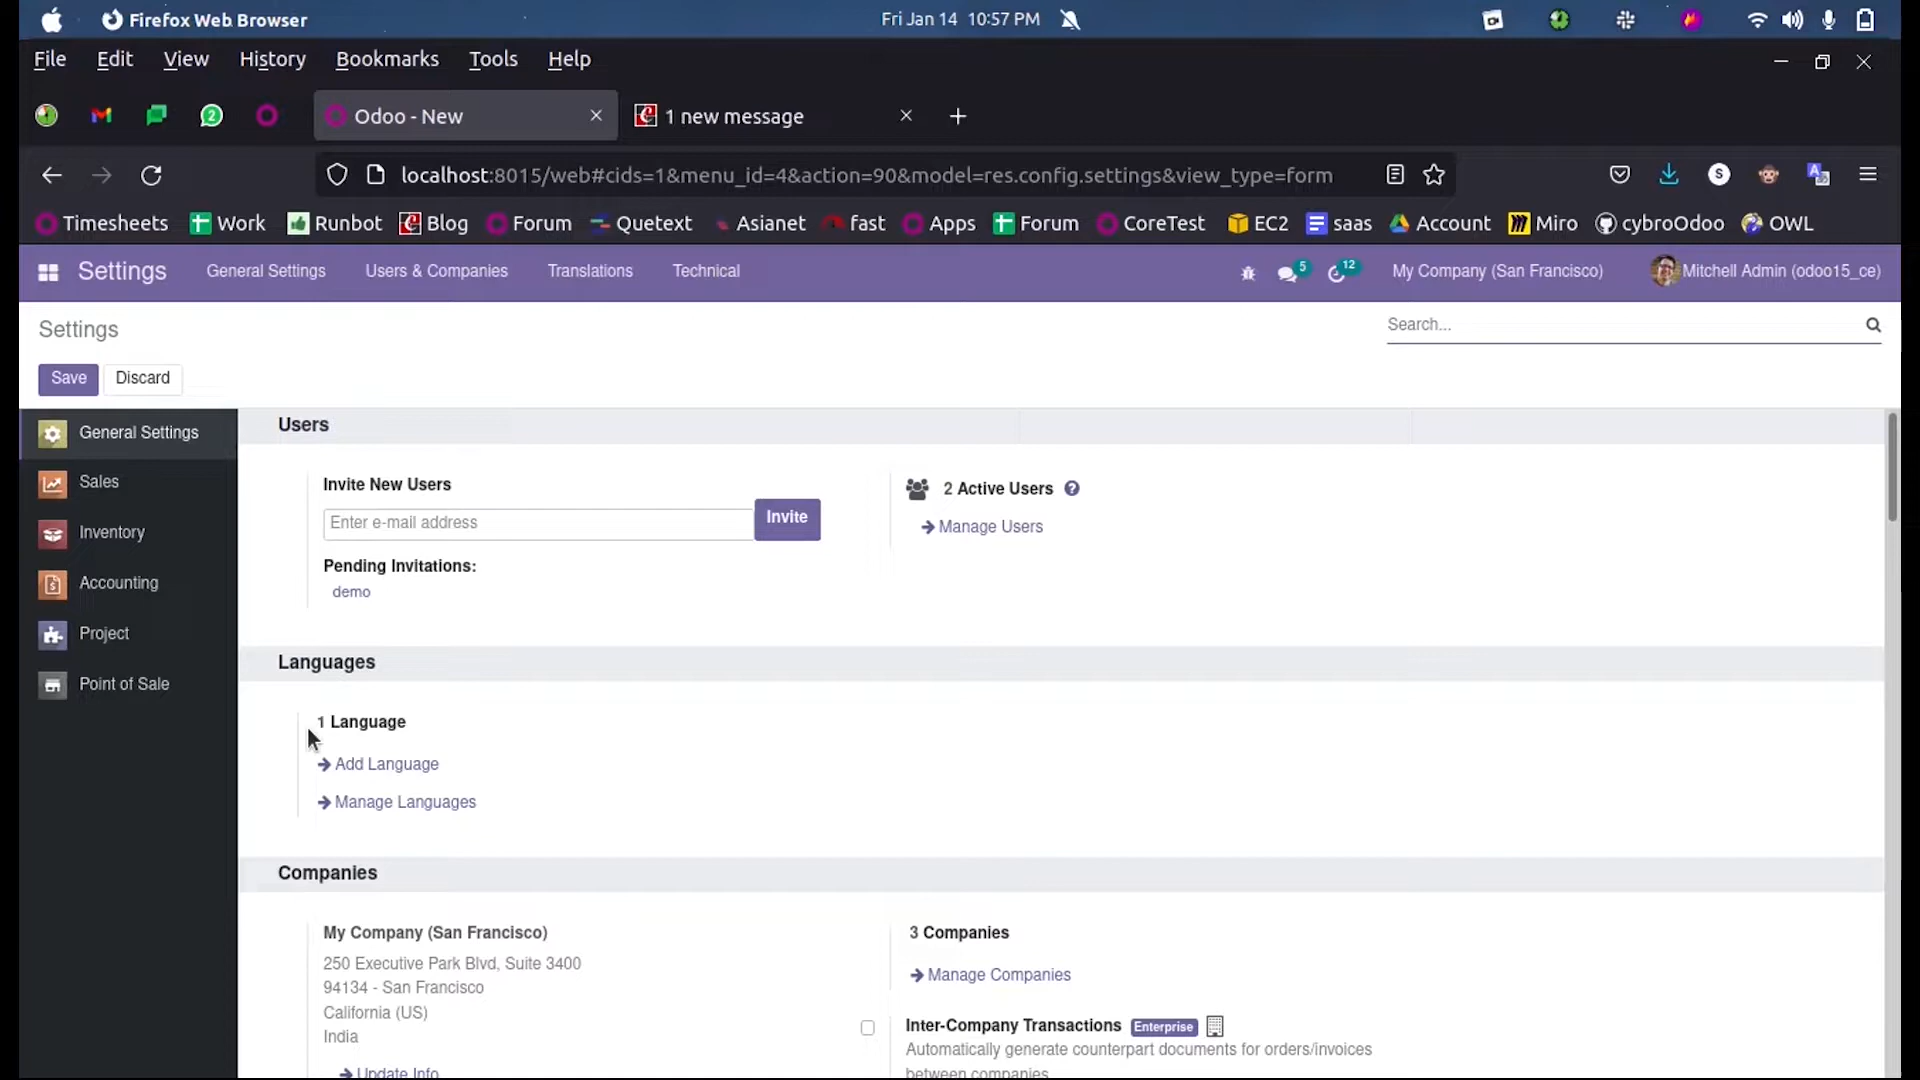 Firefox Web Browser
Fri Jan 14 10:57 PM
File Edit View History Bookmarks Tools Help
2 Odoo - New 1 new message
localhost:8015/web#cids=1&menu_id=4&action=90&model=res.config.settings&view_type=form
S
Timesheets Work Runbot Blog Forum Quetext Asianet fast Apps Forum CoreTest EC2 saas Account Miro cybroOdoo OWL
Settings General Settings Users & Companies Translations Technical 5 12 My Company (San Francisco) Mitchell Admin (odoo15_ce)
Settings
Search...
Save Discard
General Settings
Sales
Inventory
Accounting
Project
Point of Sale
Users
Invite New Users
Enter e-mail address Invite
Pending Invitations:
demo
2 Active Users ?
Manage Users
Languages
1 Language
Add Language
Manage Languages
Companies
My Company (San Francisco)
250 Executive Park Blvd, Suite 3400
94134 - San Francisco
California (US)
India
Update Info
3 Companies
Manage Companies
Inter-Company Transactions Enterprise
Automatically generate counterpart documents for orders/invoices
between companies